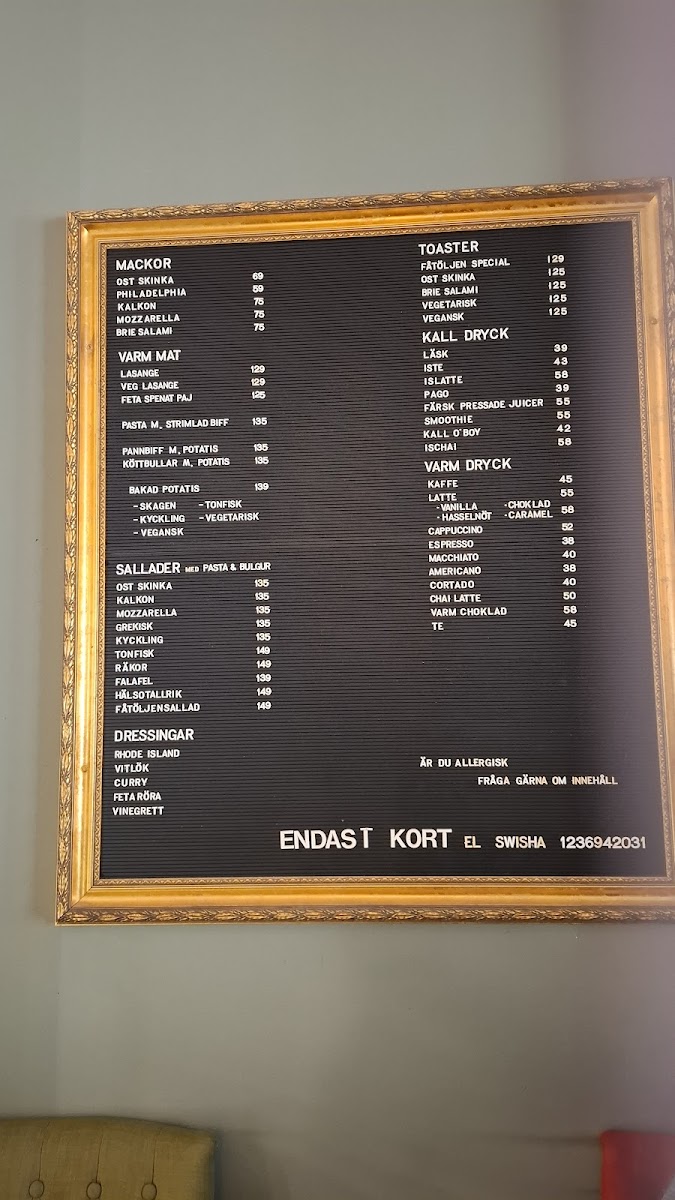 MACKOR
OST SKINKA 69
PHILADELPHIA 59
KALKON 75
MOZZARELLA 75
BRIE SALAMI 75
VARM MAT
LASANGE 129
VEG LASANGE 129
FETA SPENAT PAJ 125
PASTA M. STRIMLAD BIFF 135
PANNBIFF M. POTATIS 135
KÖTTBULLAR M. POTATIS 135
BAKAD POTATIS 139
-SKAGEN -TONFISK
-KYCKLING -VEGETARISK
-VEGANSK
SALLADER MED PASTA & BULGUR
OST SKINKA 135
KALKON 135
MOZZARELLA 135
GREKISK 135
KYCKLING 135
TONFISK 149
RÄKOR 149
FALAFEL 139
HÄLSOTALLRIK 149
FÅTÖLJENSALLAD 149
DRESSINGAR
RHODE ISLAND
VITLÖK
CURRY
FETARÖRA
VINEGRETT
TOASTER
FÅTÖLJEN SPECIAL 129
OST SKINKA 125
BRIE SALAMI 125
VEGETARISK 125
VEGANSK 125
KALL DRYCK
LÄSK 39
ISTE 43
ISLATTE 58
PAGO 39
FÄRSK PRESSADE JUICER 55
SMOOTHIE 55
KALL O'BOY 42
ISCHAI 58
VARM DRYCK
KAFFE 45
LATTE 55
-VANILLA -CHOKLAD
-HASSELNÖT -CARAMEL 58
CAPPUCCINO 52
ESPRESSO 38
MACCHIATO 40
AMERICANO 38
CORTADO 40
CHAI LATTE 50
VARM CHOKLAD 58
TE 45
ÄR DU ALLERGISK
FRÅGA GÄRNA OM INNEHÅLL
ENDAST KORT EL SWISHA 1236942031